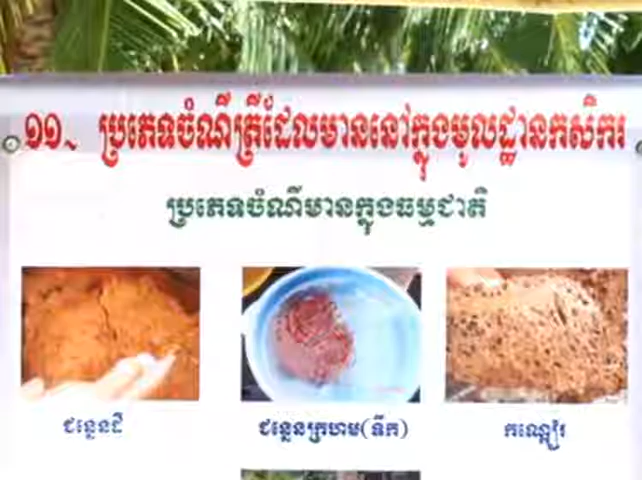 ១១. ប្រភេទចំណីត្រីដែលមាននៅក្នុងមូលដ្ឋានកសិករ
ប្រភេទចំណីមានក្នុងធម្មជាតិ
ជន្លេនដី
ជន្លេនក្រហម(ទឹក)
កណ្ដៀរ